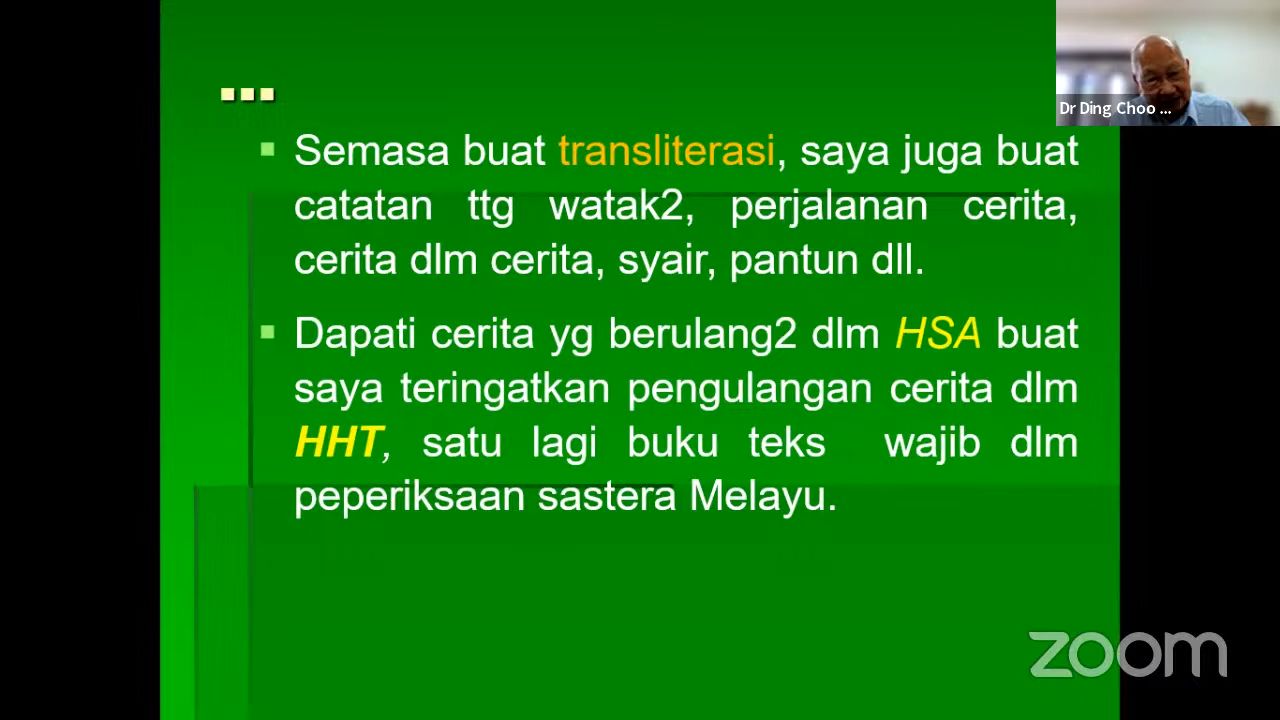 ...
Semasa buat transliterasi, saya juga buat
catatan ttg watak2, perjalanan cerita,
cerita dlm cerita, syair, pantun dll.
Dapati cerita yg berulang2 dlm HSA buat
saya teringatkan pengulangan cerita dlm
HHT, satu lagi buku teks wajib dlm
peperiksaan sastera Melayu.
Dr Ding Choo ...
zoom